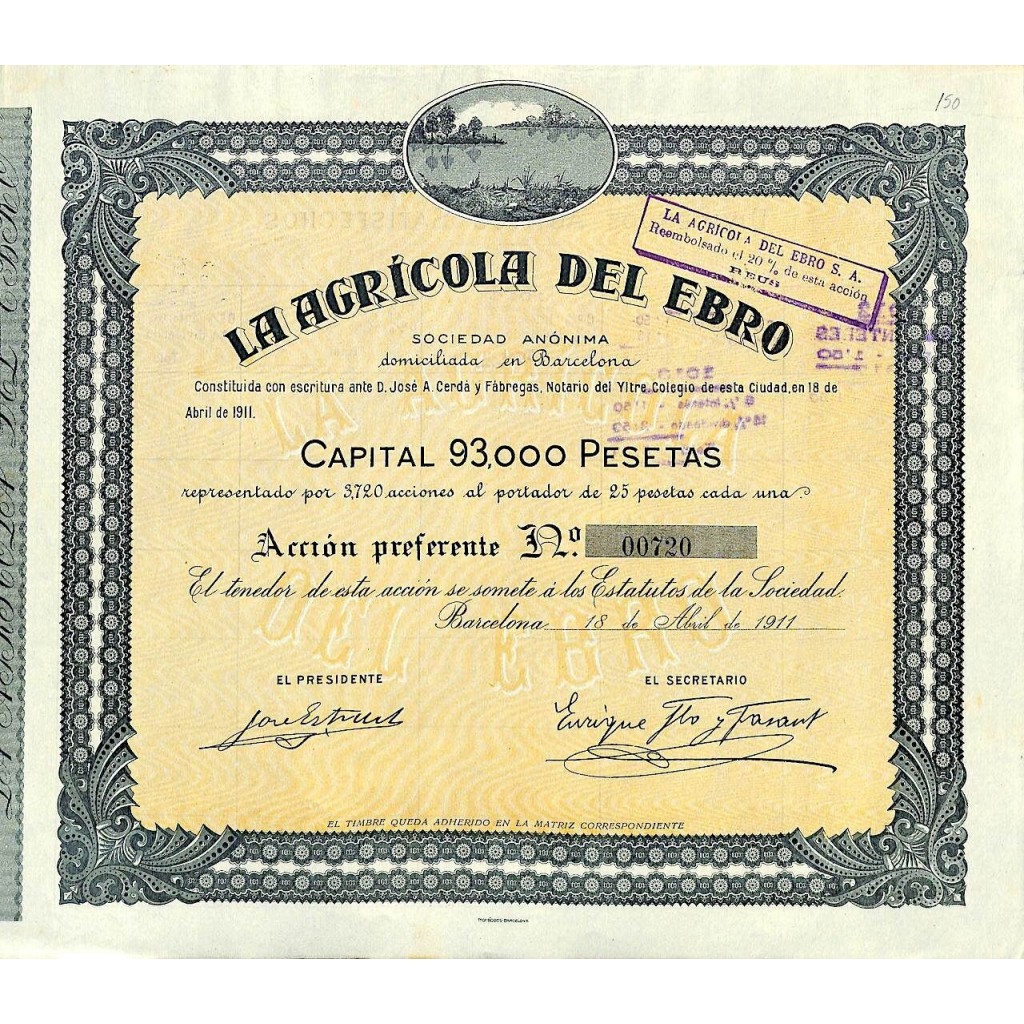 150
LA AGRICOLA DEL EBRO S. A.
Reembolsado el 20 % de esta acción
REUS
LA AGRÍCOLA DEL EBRO
SOCIEDAD ANÓNIMA
domiciliada en Barcelona
Constituida con escritura ante D. José A. Cerdá y Fábregas, Notario del Yltre. Colegio de esta Ciudad, en 18 de
Abril de 1911.
CAPITAL 93,000 PESETAS
representado por 3,720 acciones al portador de 25 pesetas cada una.
Acción preferente Nº. 00720
El tenedor de esta acción se somete á los Estatutos de la Sociedad.
Barcelona 18 de Abril de 1911
EL PRESIDENTE
EL SECRETARIO
José
Enrique Flo y
EL TIMBRE QUEDA ADHERIDO EN LA MATRIZ CORRESPONDIENTE